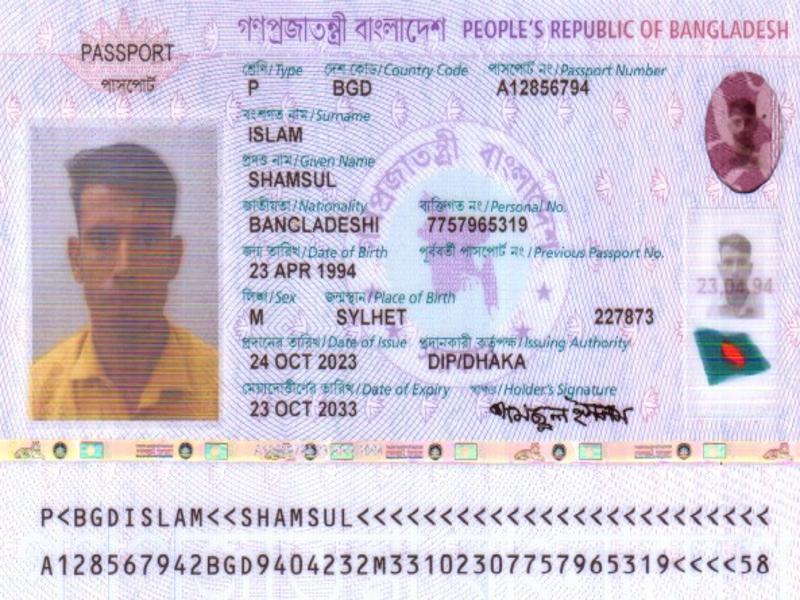 গণপ্রজাতন্ত্রী বাংলাদেশ PEOPLE'S REPUBLIC OF BANGLADESH
PASSPORT
পাসপোর্ট
শ্রেণি/Type দেশ কোড/Country Code পাসপোর্ট নং/Passport Number
P BGD A12856794
বংশগত নাম/Surname
ISLAM
প্রদত্ত নাম/Given Name
SHAMSUL
জাতীয়তা/Nationality ব্যক্তিগত নং/Personal No.
BANGLADESHI 7757965319
জন্ম তারিখ/Date of Birth পূর্ববর্তী পাসপোর্ট নং/Previous Passport No.
23 APR 1994
23.04.94
লিঙ্গ/Sex জন্মস্থান/Place of Birth
M SYLHET 227873
প্রদানের তারিখ/Date of Issue প্রদানকারী কর্তৃপক্ষ/Issuing Authority
24 OCT 2023 DIP/DHAKA
মেয়াদোত্তীর্ণের তারিখ/Date of Expiry স্বাক্ষর/Holder's Signature
23 OCT 2033 শামছুল ইসলাম
P<BGDISLAM<<SHAMSUL<<<<<<<<<<<<<<<<<<<<<<<<<
A128567942BGD9404232M33102307757965319<<<<58